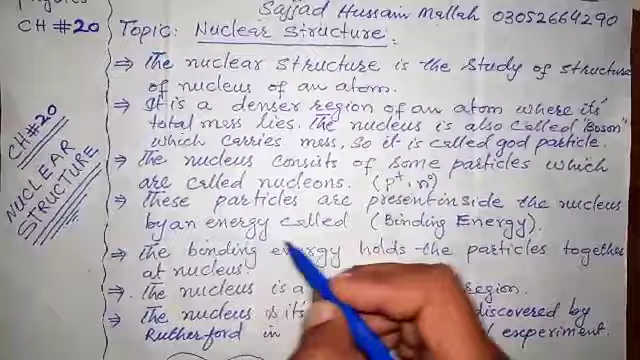 Physics
CH #20
Sajjad Hussain Mallah 03052664290
Topic: Nuclear Structure.
⇒ The nuclear structure is the study of structure
of nucleus of an atom.
⇒ It is a denser region of an atom where its'
total mass lies. The nucleus is also called "Boson"
which carries mass, so it is called god particle.
⇒ The nucleus consists of some particles which
are called nucleons. (p⁺, n⁰)
⇒ These particles are present inside the nucleus
by an energy called (Binding Energy).
⇒ The binding energy holds the particles together
at nucleus.
⇒ The nucleus is a region.
⇒ The nucleus & its' discovered by
Rutherford in experiment.
CH#20
NUCLEAR
STRUCTURE